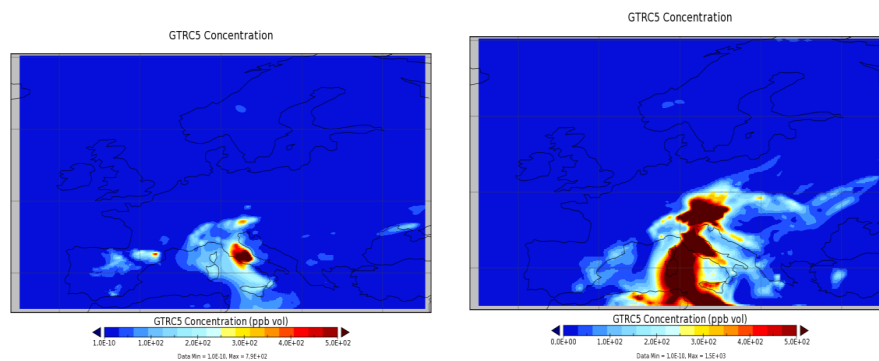 GTRC5 Concentration
GTRC5 Concentration (ppb vol)
1.0E-10 1.0E+02 2.0E+02 3.0E+02 4.0E+02 5.0E+02
Data Min = 1.0E-10, Max = 7.9E+02
GTRC5 Concentration
GTRC5 Concentration (ppb vol)
0.0E+00 1.0E+02 2.0E+02 3.0E+02 4.0E+02 5.0E+02
Data Min = 1.0E-10, Max = 1.5E+03